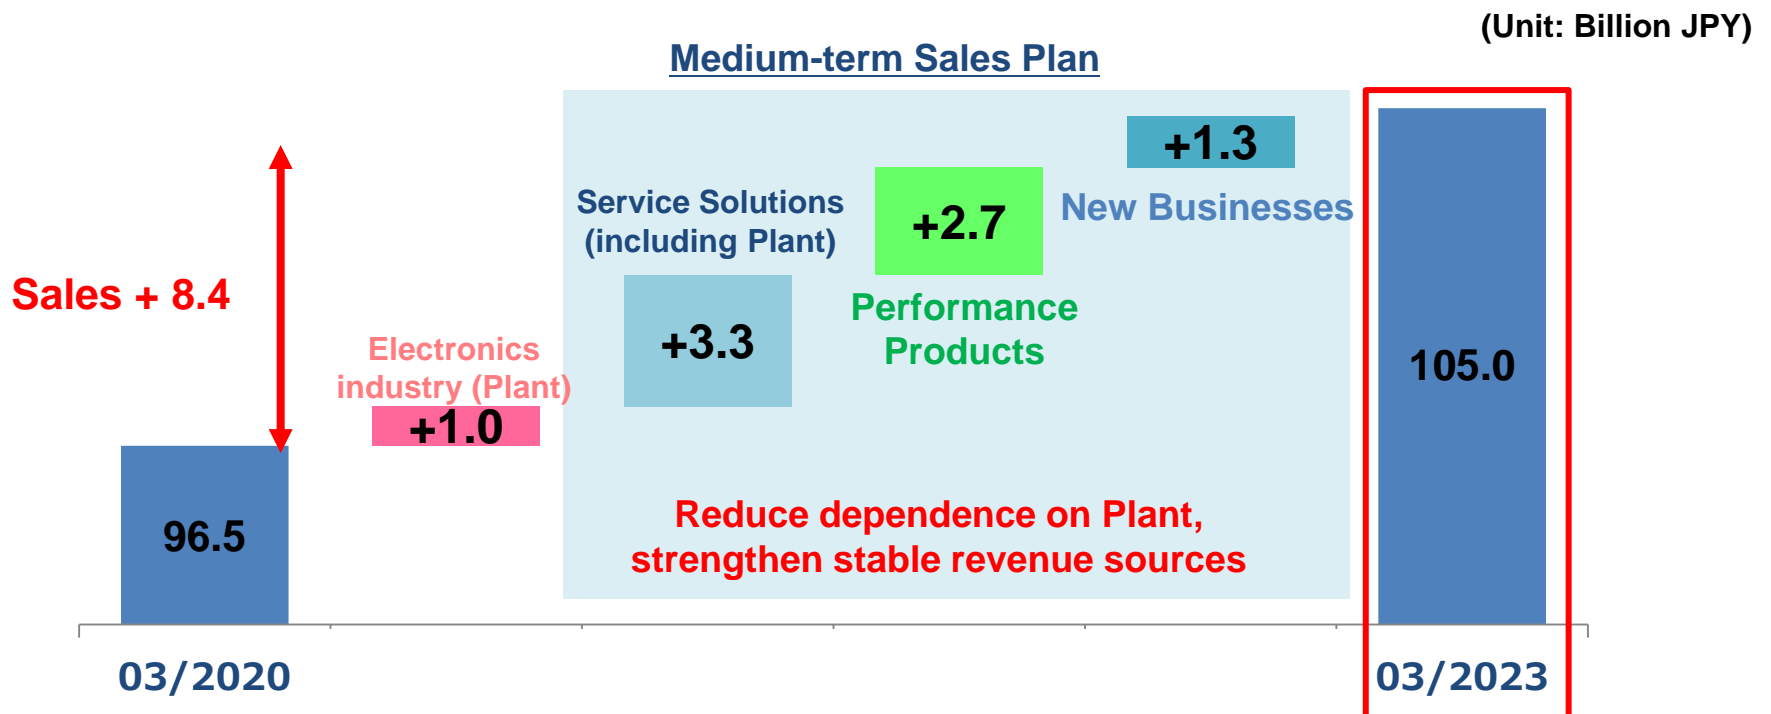 (Unit: Billion JPY)
Medium-term Sales Plan
+1.3
New Businesses
Service Solutions
(including Plant)
+2.7
Performance
Products
Sales + 8.4
+3.3
Electronics
industry (Plant)
+1.0
105.0
96.5
Reduce dependence on Plant,
strengthen stable revenue sources
03/2020
03/2023